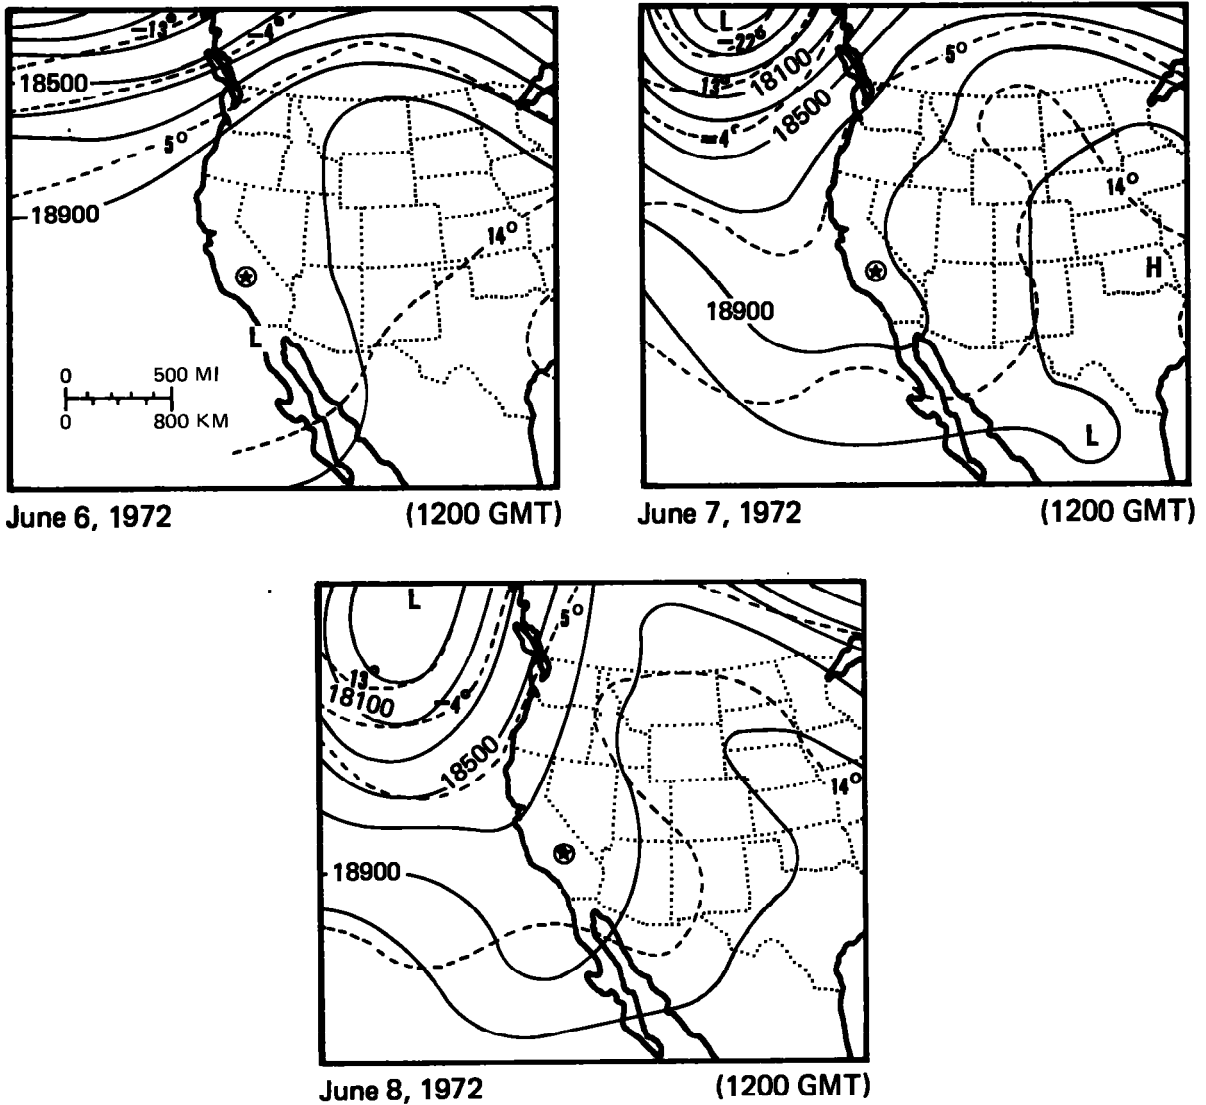 -13° -4°
18500
5°
18900
14°
L
0 500 MI
0 800 KM
June 6, 1972 (1200 GMT)
L
-22°
5°
13° 18100
-4° 18500
14°
H
18900
L
June 7, 1972 (1200 GMT)
L
5°
13°
18100 -4°
18500
14°
18900
June 8, 1972 (1200 GMT)